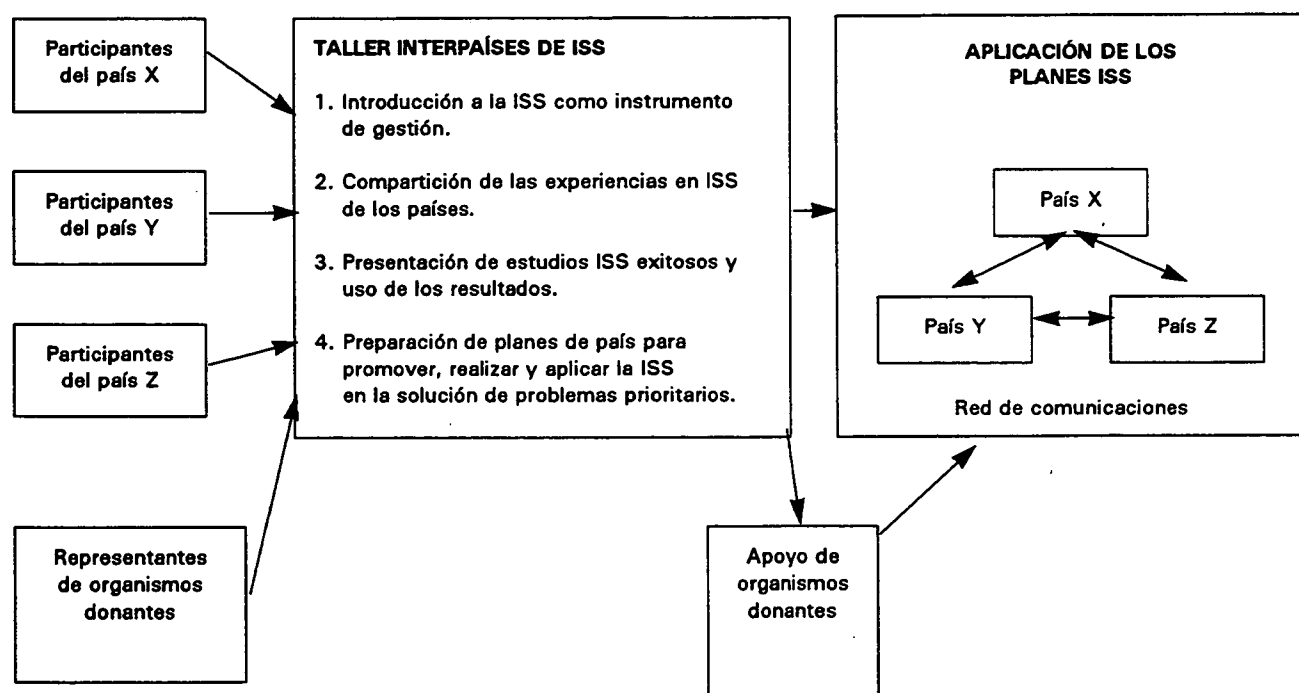 Participantes
del país X
Participantes
del país Y
Participantes
del país Z
Representantes
de organismos
donantes
TALLER INTERPAÍSES DE ISS
1. Introducción a la ISS como instrumento
de gestión.
2. Compartición de las experiencias en ISS
de los países.
3. Presentación de estudios ISS exitosos y
uso de los resultados.
4. Preparación de planes de país para
promover, realizar y aplicar la ISS
en la solución de problemas prioritarios.
Apoyo de
organismos
donantes
APLICACIÓN DE LOS
PLANES ISS
País X
País Y
País Z
Red de comunicaciones